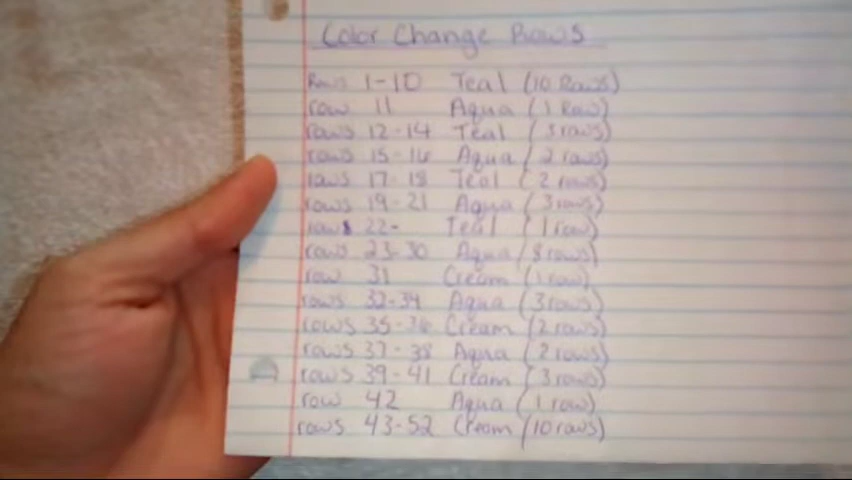 Color Change Rows
Rows 1-10 Teal (10 Rows)
row 11 Aqua (1 Row)
rows 12-14 Teal (3 rows)
rows 15-16 Aqua (2 rows)
rows 17-18 Teal (2 rows)
rows 19-21 Aqua (3 rows)
rows 22- Teal (1 row)
rows 23-30 Aqua (8 rows)
row 31 Cream (1 row)
rows 32-34 Aqua (3 rows)
rows 35-36 Cream (2 rows)
rows 37-38 Aqua (2 rows)
rows 39-41 Cream (3 rows)
row 42 Aqua (1 row)
rows 43-52 Cream (10 rows)